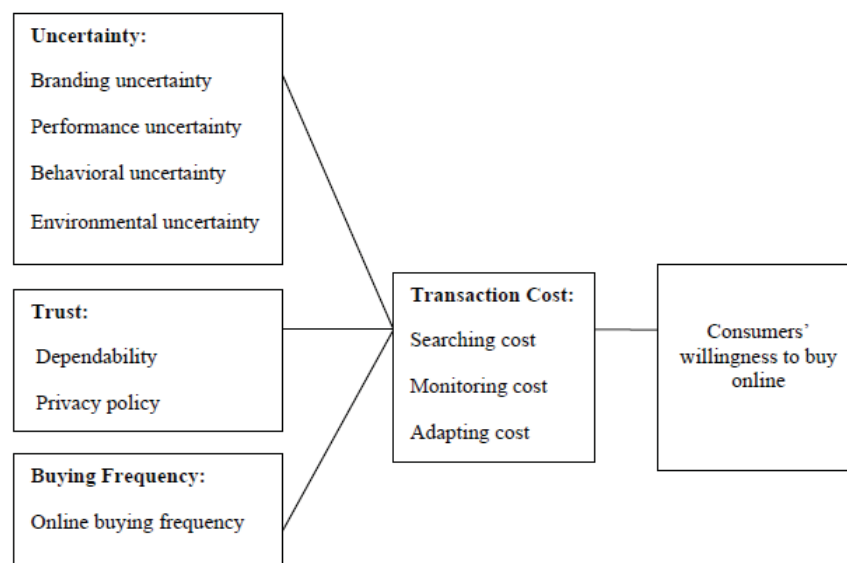 Uncertainty:
Branding uncertainty
Performance uncertainty
Behavioral uncertainty
Environmental uncertainty
Trust:
Dependability
Privacy policy
Buying Frequency:
Online buying frequency
Transaction Cost:
Searching cost
Monitoring cost
Adapting cost
Consumers’
willingness to buy
online